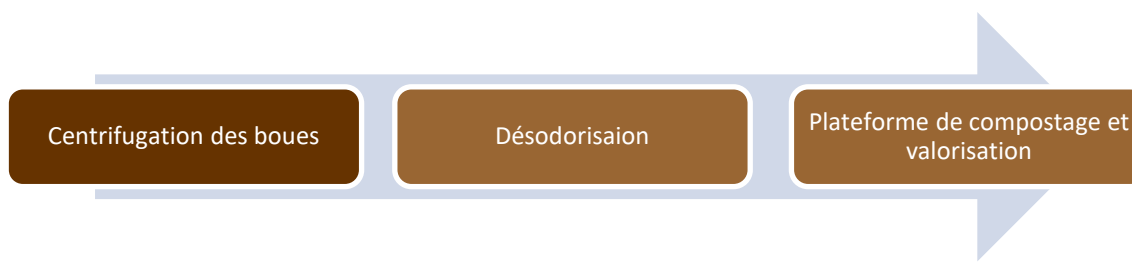 Centrifugation des boues
Désodorisaion
Plateforme de compostage et
valorisation